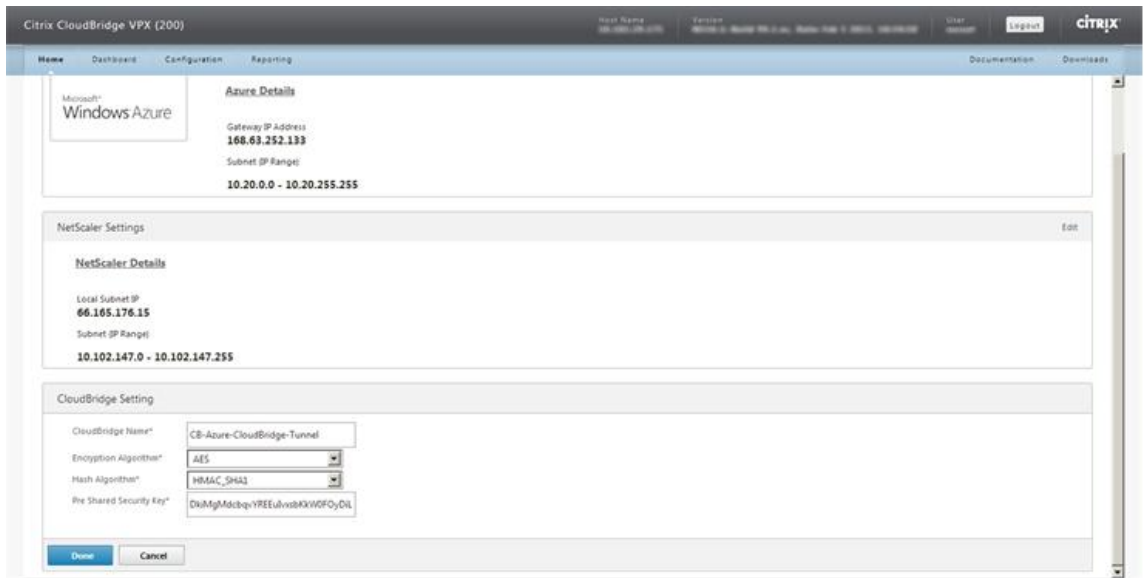 Citrix CloudBridge VPX (200)
Host Name
Version
User
Logout
CITRIX
Home Dashboard Configuration Reporting Documentation Downloads
Microsoft®
Windows Azure
Azure Details
Gateway IP Address
168.63.252.133
Subnet (IP Range)
10.20.0.0 - 10.20.255.255
NetScaler Settings Edit
NetScaler Details
Local Subnet IP
66.165.176.15
Subnet (IP Range)
10.102.147.0 - 10.102.147.255
CloudBridge Setting
CloudBridge Name* CB-Azure-CloudBridge-Tunnel
Encryption Algorithm* AES
Hash Algorithm* HMAC_SHA1
Pre Shared Security Key*
Done Cancel